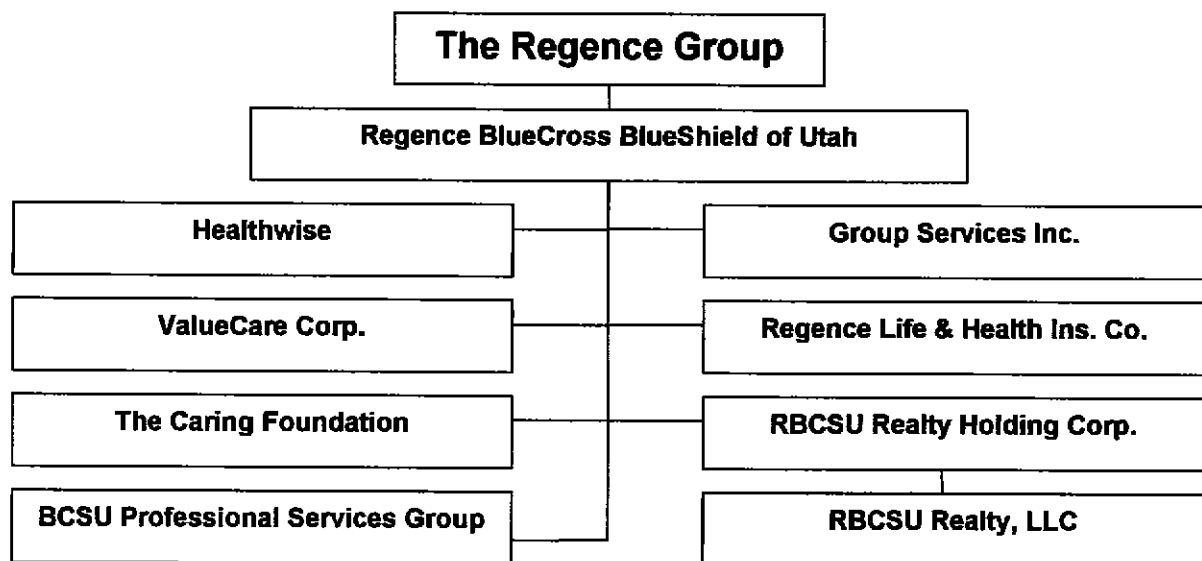 The Regence Group
Regence BlueCross BlueShield of Utah
Healthwise
Group Services Inc.
ValueCare Corp.
Regence Life & Health Ins. Co.
The Caring Foundation
RBCSU Realty Holding Corp.
BCSU Professional Services Group
RBCSU Realty, LLC